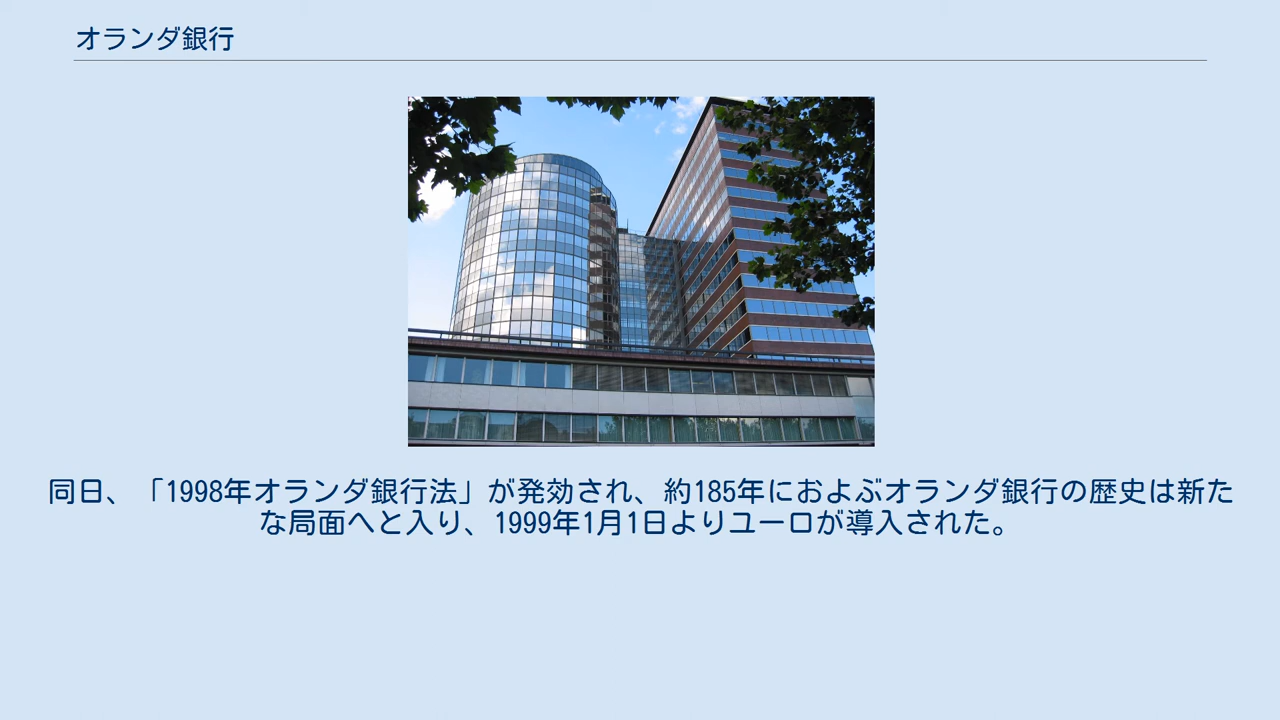 オランダ銀行
同日、「1998年オランダ銀行法」が発効され、約185年におよぶオランダ銀行の歴史は新た
な局面へと入り、1999年1月1日よりユーロが導入された。